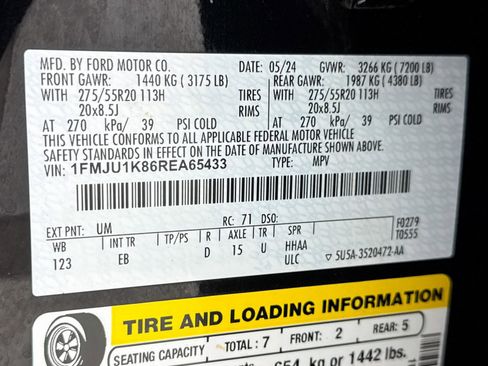 MFD. BY FORD MOTOR CO. 05/24 GVWR: 3266 KG ( 7200 LB)
FRONT GAWR: 1440 KG ( 3175 LB) REAR GAWR: 1987 KG ( 4380 LB)
WITH 275/55R20 113H TIRES WITH 275/55R20 113H TIRES
20x8.5J RIMS 20x8.5J RIMS
AT 270 kPa/ 39 PSI COLD AT 270 kPa/ 39 PSI COLD
THIS VEHICLE CONFORMS TO ALL APPLICABLE FEDERAL MOTOR VEHICLE
SAFETY STANDARDS IN EFFECT ON THE DATE OF MANUFACTURE SHOWN ABOVE.
VIN: 1FMJU1K86REA65433 TYPE: MPV
EXT PNT: UM RC: 71 DSO:
WB INT TR TP/PS R AXLE TR SPR F0279
123 EB D 15 U HHAA T0555
ULC ▽ 5U5A-3520472-AA
TIRE AND LOADING INFORMATION
SEATING CAPACITY TOTAL : 7 FRONT: 2 REAR: 5
654 kg or 1442 lbs.